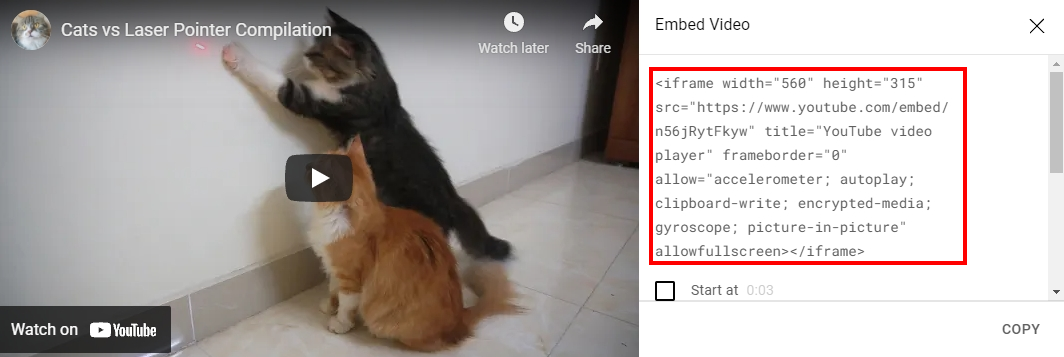 Cats vs Laser Pointer Compilation
Watch later
Share
Watch on YouTube
Embed Video
<iframe width="560" height="315"
src="https://www.youtube.com/embed/
n56jRytFkyw" title="YouTube video
player" frameborder="0"
allow="accelerometer; autoplay;
clipboard-write; encrypted-media;
gyroscope; picture-in-picture"
allowfullscreen></iframe>
Start at 0:03
COPY